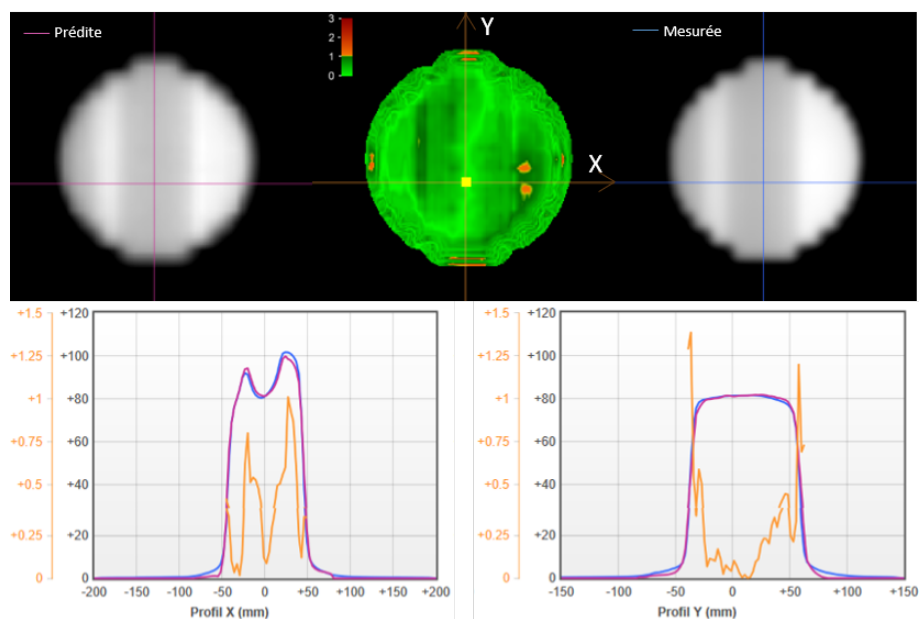 Prédite
3
2
1
0
Y
X
Mesurée
+1.5 +120
+1.25 +100
+1 +80
+0.75 +60
+0.5 +40
+0.25 +20
0 0
-200 -150 -100 -50 0 +50 +100 +150 +200
Profil X (mm)
+1.5 +120
+1.25 +100
+1 +80
+0.75 +60
+0.5 +40
+0.25 +20
0 0
-150 -100 -50 0 +50 +100 +150
Profil Y (mm)